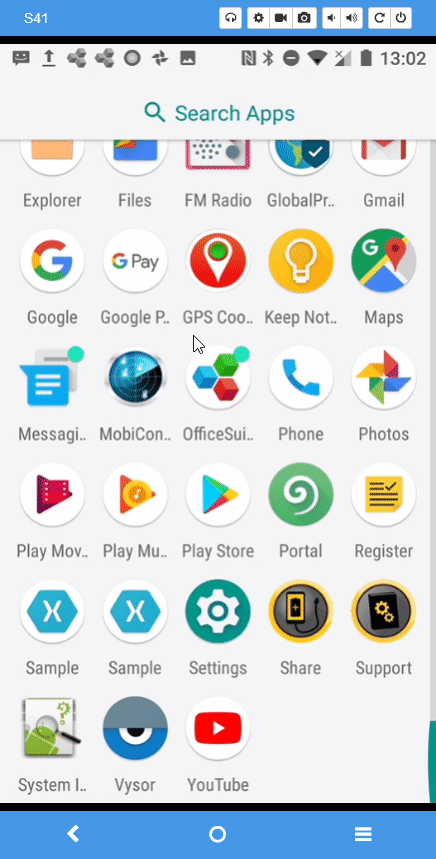 S41
13:02
Search Apps
Explorer Files FM Radio GlobalPr.. Gmail
G Pay
G
Google Google P.. GPS Coo.. Keep Not.. Maps
Messagi.. MobiCon.. OfficeSui.. Phone Photos
Play Mov.. Play Mu.. Play Store Portal Register
Sample Sample Settings Share Support
System I.. Vysor YouTube